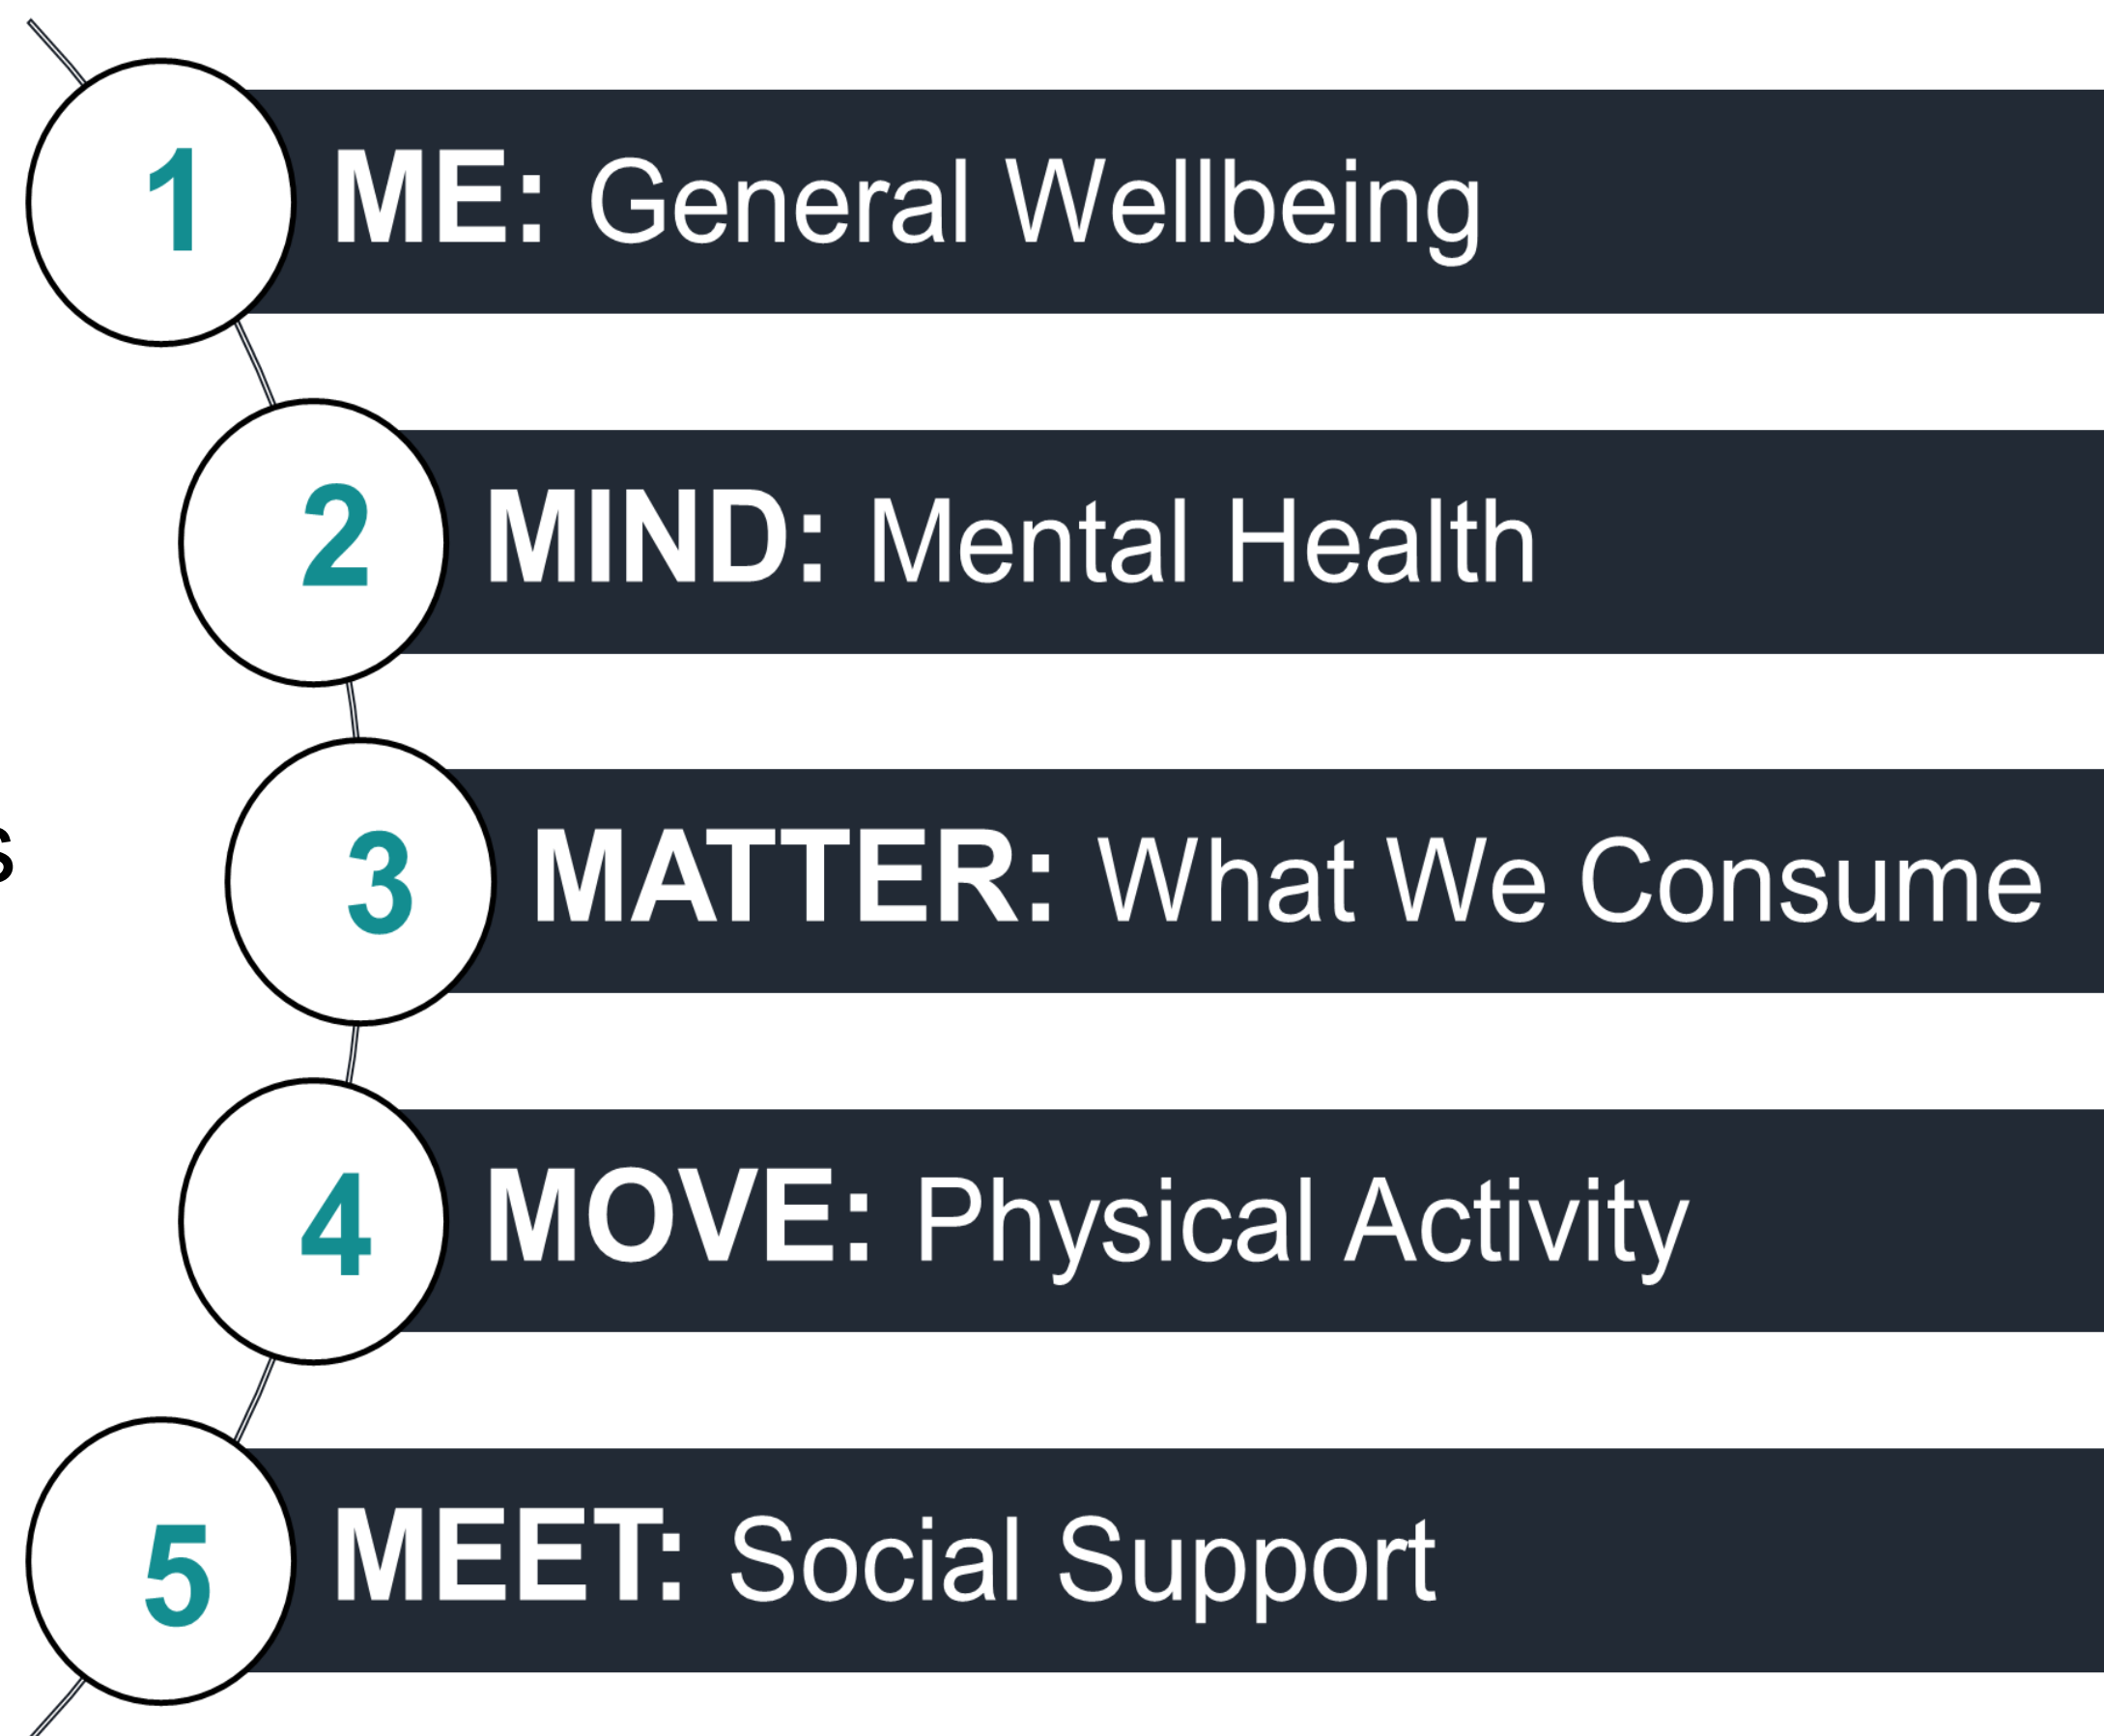 1
ME: General Wellbeing
2
MIND: Mental Health
3
MATTER: What We Consume
4
MOVE: Physical Activity
5
MEET: Social Support